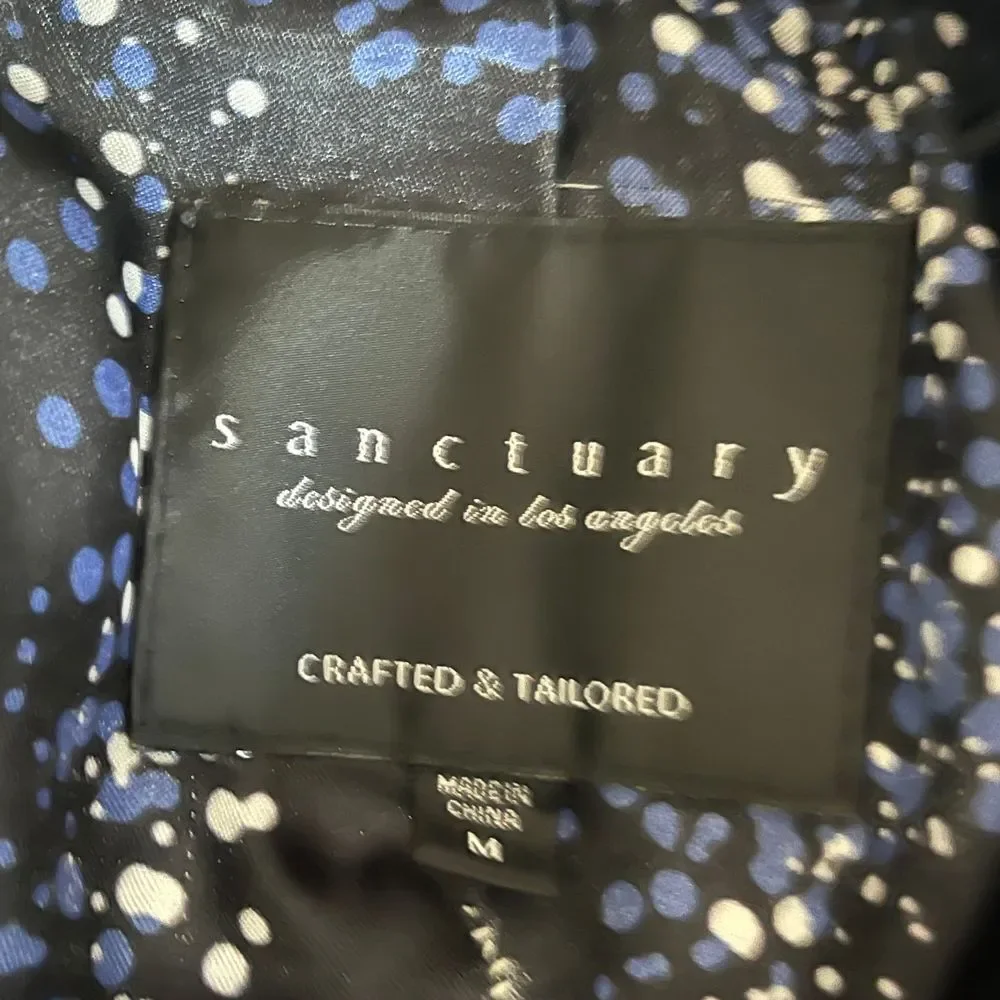 sanctuary
designed in los angeles
CRAFTED & TAILORED
MADE IN
CHINA
M